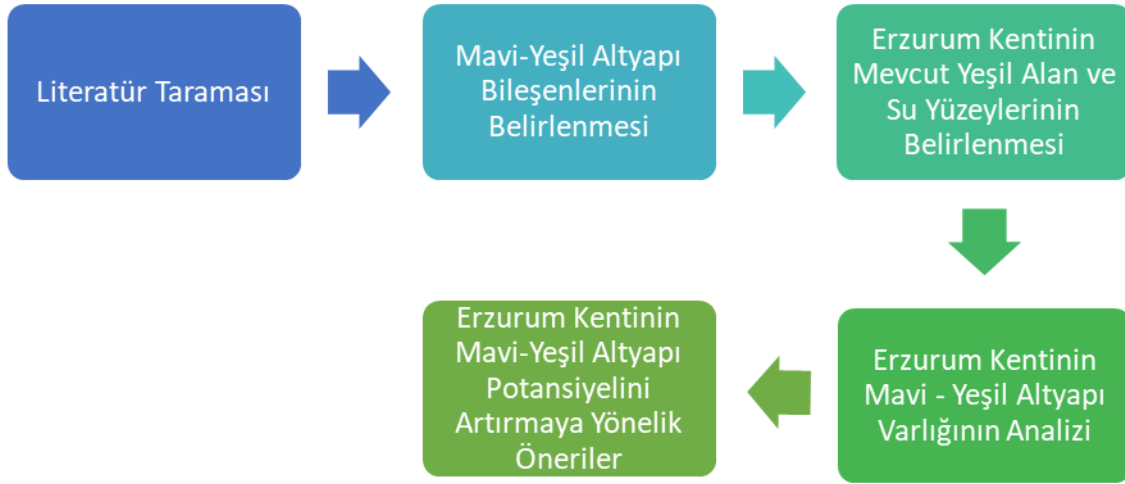 Literatür Taraması
Mavi-Yeşil Altyapı
Bileşenlerinin
Belirlenmesi
Erzurum Kentinin
Mevcut Yeşil Alan ve
Su Yüzeylerinin
Belirlenmesi
Erzurum Kentinin
Mavi - Yeşil Altyapı
Varlığının Analizi
Erzurum Kentinin
Mavi-Yeşil Altyapı
Potansiyelini
Artırmaya Yönelik
Öneriler